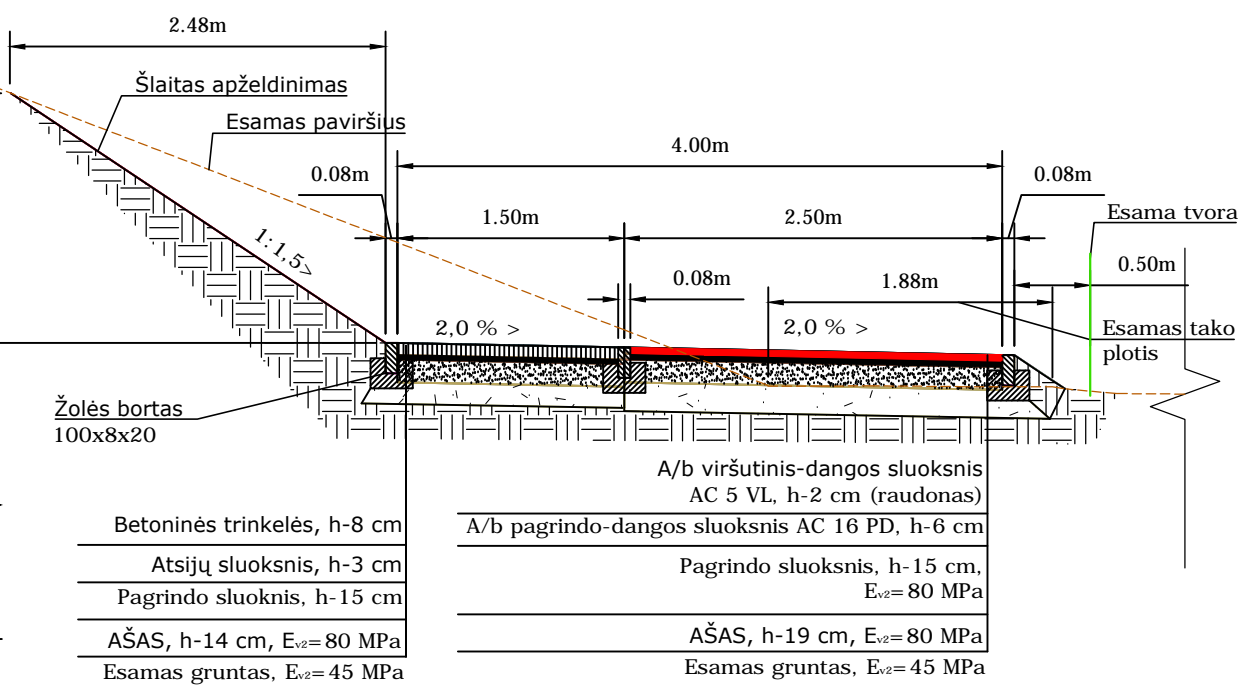 2.48m
Šlaitas apželdinimas
Esamas paviršius
4.00m
0.08m
0.08m
1.50m
2.50m
Esama tvora
0.08m
1.88m
0.50m
1:1,5>
2,0 % >
2,0 % >
Esamas tako
plotis
Žolės bortas
100x8x20
A/b viršutinis-dangos sluoksnis
AC 5 VL, h-2 cm (raudonas)
A/b pagrindo-dangos sluoksnis AC 16 PD, h-6 cm
Pagrindo sluoksnis, h-15 cm,
Ev2=80 MPa
AŠAS, h-19 cm, Ev2=80 MPa
Esamas gruntas, Ev2=45 MPa
Betoninės trinkelės, h-8 cm
Atsijų sluoksnis, h-3 cm
Pagrindo sluoknis, h-15 cm
AŠAS, h-14 cm, Ev2=80 MPa
Esamas gruntas, Ev2=45 MPa